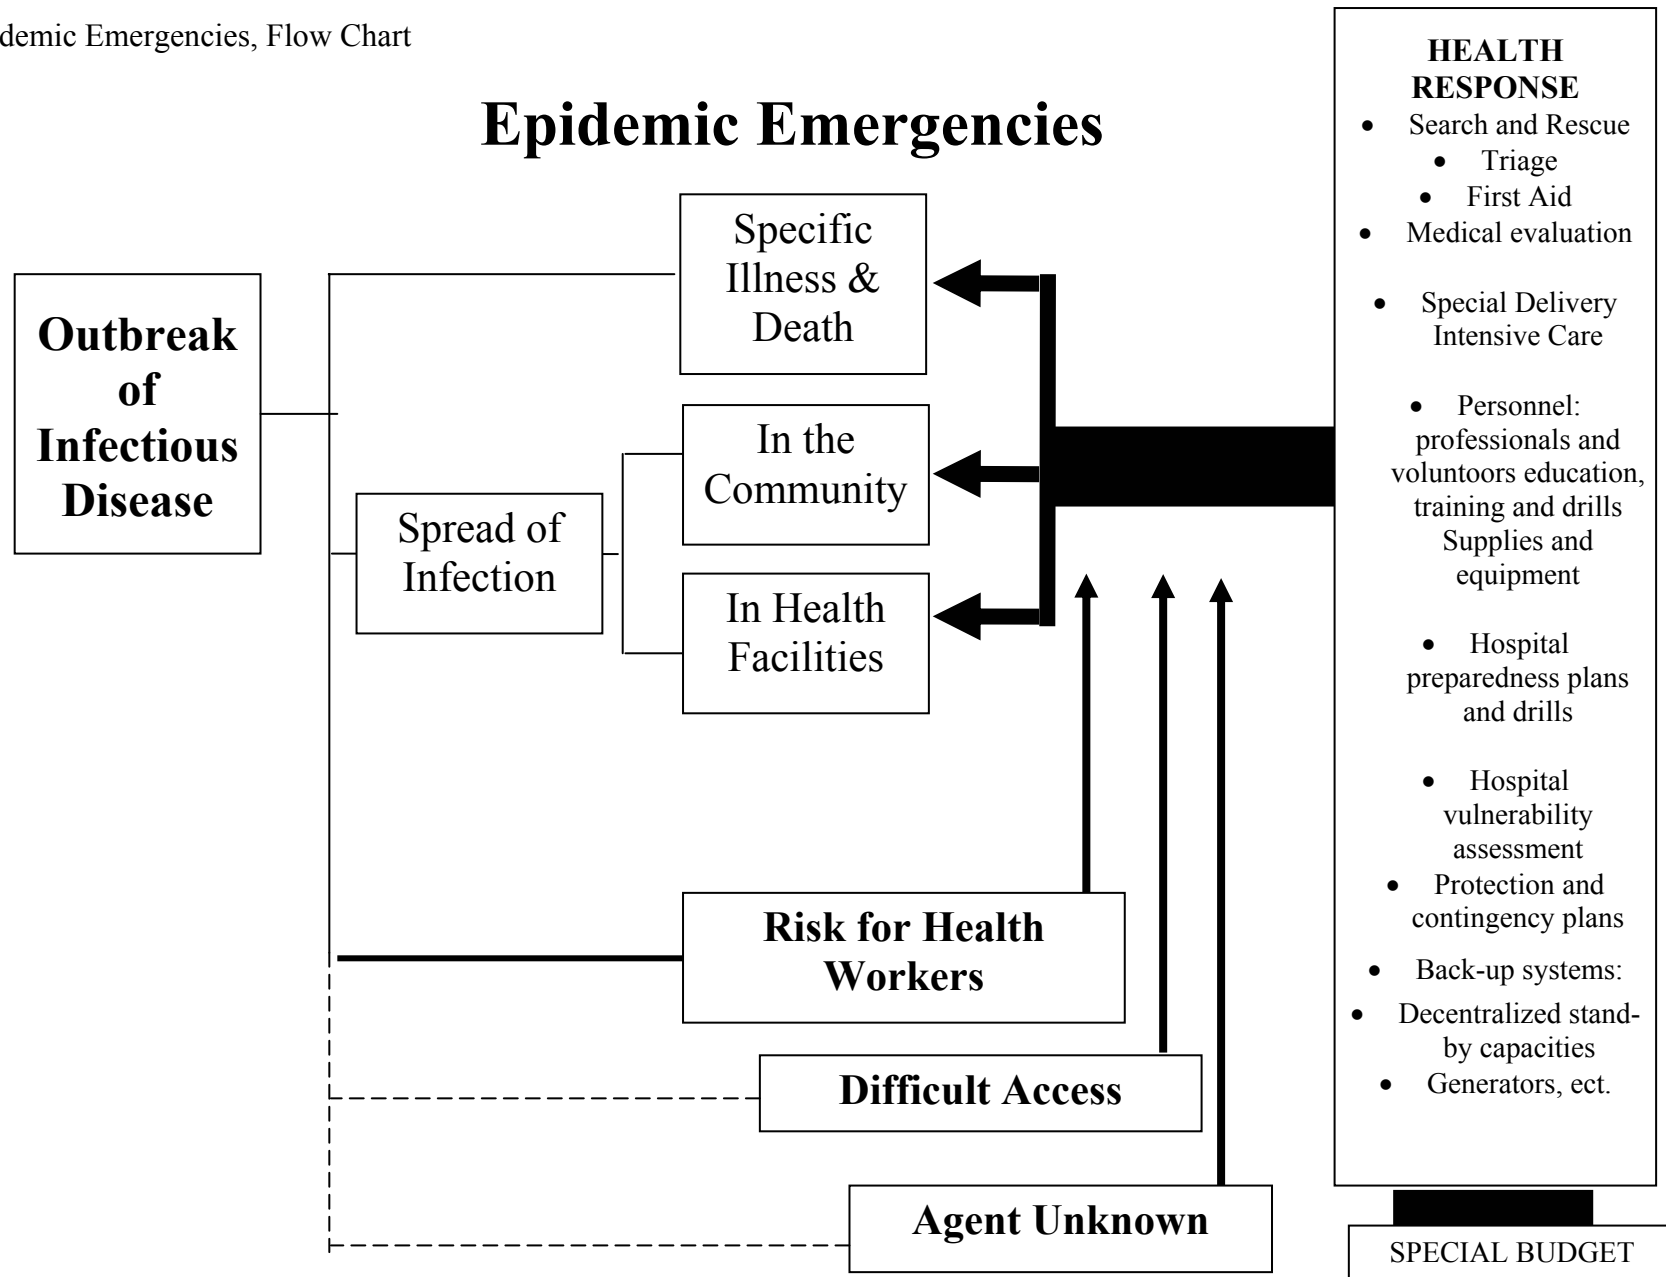 demic Emergencies, Flow Chart
Epidemic Emergencies
Outbreak
of
Infectious
Disease
Spread of
Infection
Specific
Illness &
Death
In the
Community
In Health
Facilities
Risk for Health
Workers
Difficult Access
Agent Unknown
HEALTH
RESPONSE
• Search and Rescue
• Triage
• First Aid
• Medical evaluation
• Special Delivery
Intensive Care
• Personnel:
professionals and
voluntoors education,
training and drills
Supplies and
equipment
• Hospital
preparedness plans
and drills
• Hospital
vulnerability
assessment
• Protection and
contingency plans
• Back-up systems:
• Decentralized stand-
by capacities
• Generators, ect.
SPECIAL BUDGET